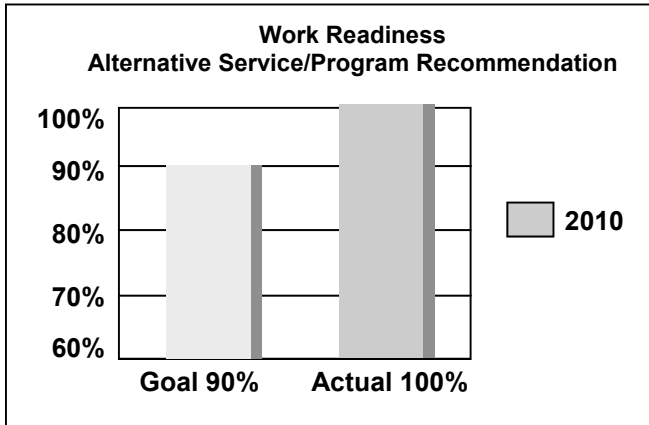 Work Readiness
Alternative Service/Program Recommendation
100%
90%
80%
70%
60%
2010
Goal 90% Actual 100%